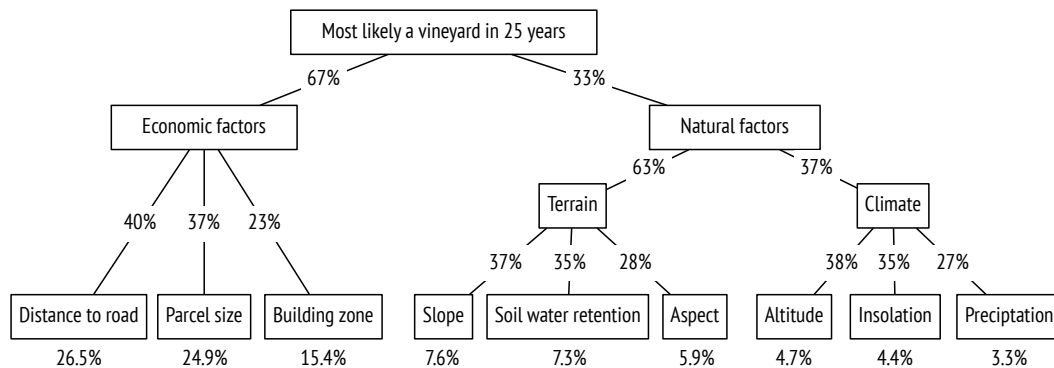 Most likely a vineyard in 25 years
67% 33%
Economic factors Natural factors
63% 37%
Terrain Climate
40% 37% 23%
37% 35% 28% 38% 35% 27%
Distance to road Parcel size Building zone Slope Soil water retention Aspect Altitude Insolation Preciptation
26.5% 24.9% 15.4% 7.6% 7.3% 5.9% 4.7% 4.4% 3.3%